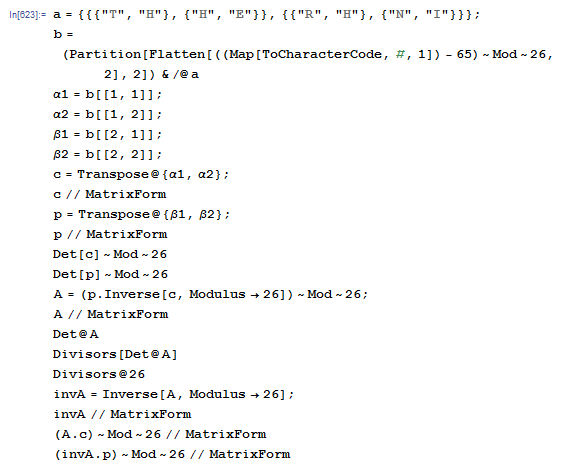 In[623]:= a = {{{"T", "H"}, {"H", "E"}}, {{"R", "H"}, {"N", "I"}}};
b =
(Partition[Flatten[((Map[ToCharacterCode, #, 1]) - 65) ~ Mod ~ 26,
2], 2]) & /@ a
α1 = b[[1, 1]];
α2 = b[[1, 2]];
β1 = b[[2, 1]];
β2 = b[[2, 2]];
c = Transpose@{α1, α2};
c // MatrixForm
p = Transpose@{β1, β2};
p // MatrixForm
Det[c] ~ Mod ~ 26
Det[p] ~ Mod ~ 26
A = (p.Inverse[c, Modulus → 26]) ~ Mod ~ 26;
A // MatrixForm
Det@A
Divisors[Det@A]
Divisors@26
invA = Inverse[A, Modulus → 26];
invA // MatrixForm
(A.c) ~ Mod ~ 26 // MatrixForm
(invA.p) ~ Mod ~ 26 // MatrixForm